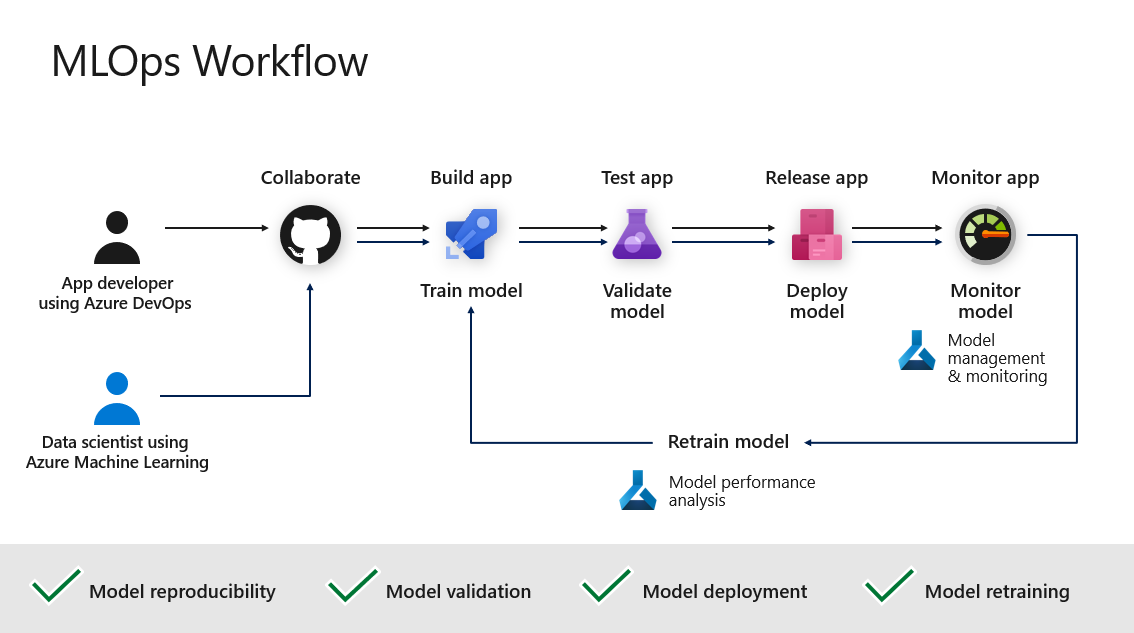 MLOps Workflow
Collaborate
Build app
Test app
Release app
Monitor app
App developer
using Azure DevOps
Train model
Validate
model
Deploy
model
Monitor
model
Model
management
& monitoring
Data scientist using
Azure Machine Learning
Retrain model
Model performance
analysis
Model reproducibility
Model validation
Model deployment
Model retraining